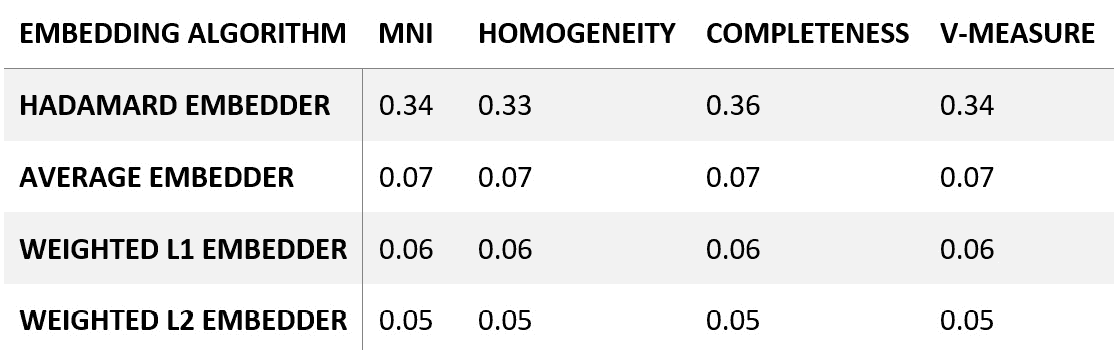 EMBEDDING ALGORITHM MNI HOMOGENEITY COMPLETENESS V-MEASURE
HADAMARD EMBEDDER 0.34 0.33 0.36 0.34
AVERAGE EMBEDDER 0.07 0.07 0.07 0.07
WEIGHTED L1 EMBEDDER 0.06 0.06 0.06 0.06
WEIGHTED L2 EMBEDDER 0.05 0.05 0.05 0.05